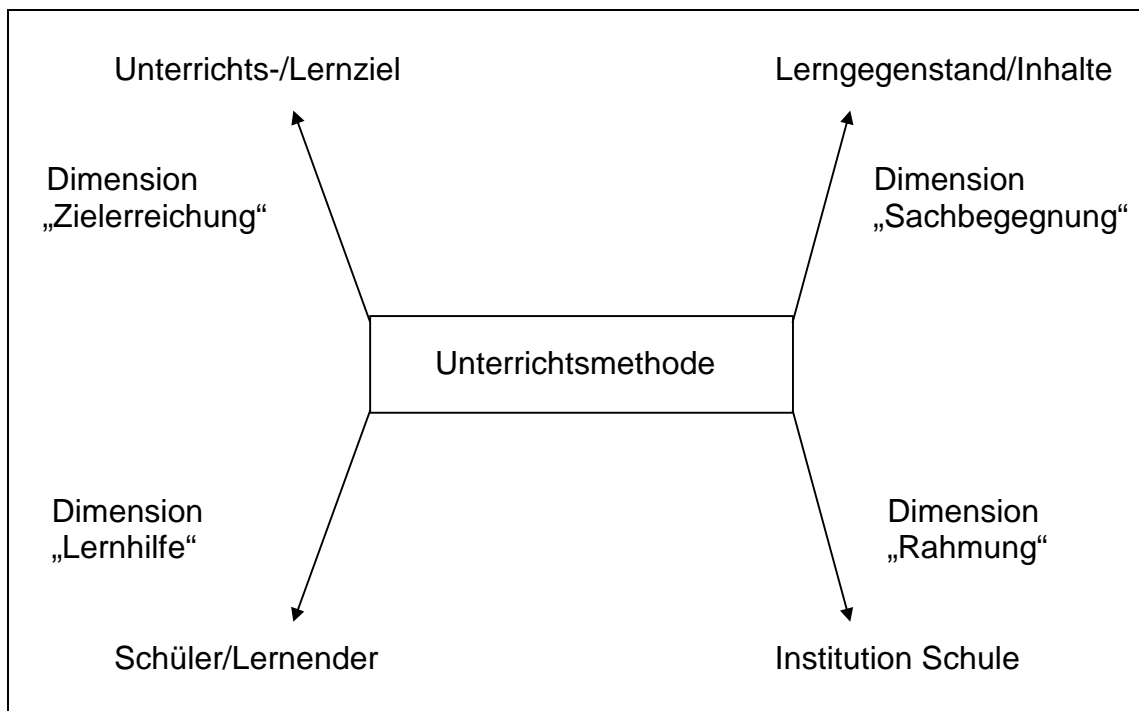 Unterrichts-/Lernziel
Lerngegenstand/Inhalte
Dimension
„Zielerreichung“
Dimension
„Sachbegegnung“
Unterrichtsmethode
Dimension
„Lernhilfe“
Dimension
„Rahmung“
Schüler/Lernender
Institution Schule